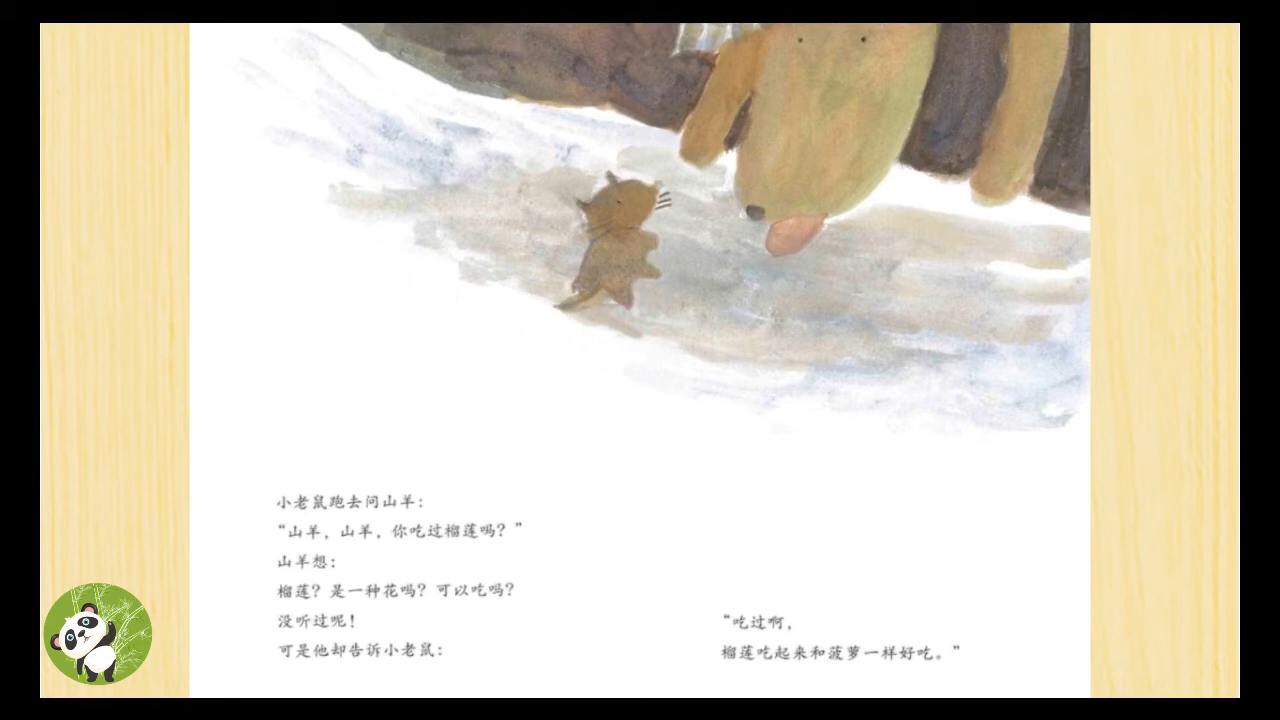 小老鼠跑去问山羊：
“山羊，山羊，你吃过榴莲吗？”
山羊想：
榴莲？是一种花吗？可以吃吗？
没听过呢！
可是他却告诉小老鼠：
“吃过啊，
榴莲吃起来和菠萝一样好吃。”